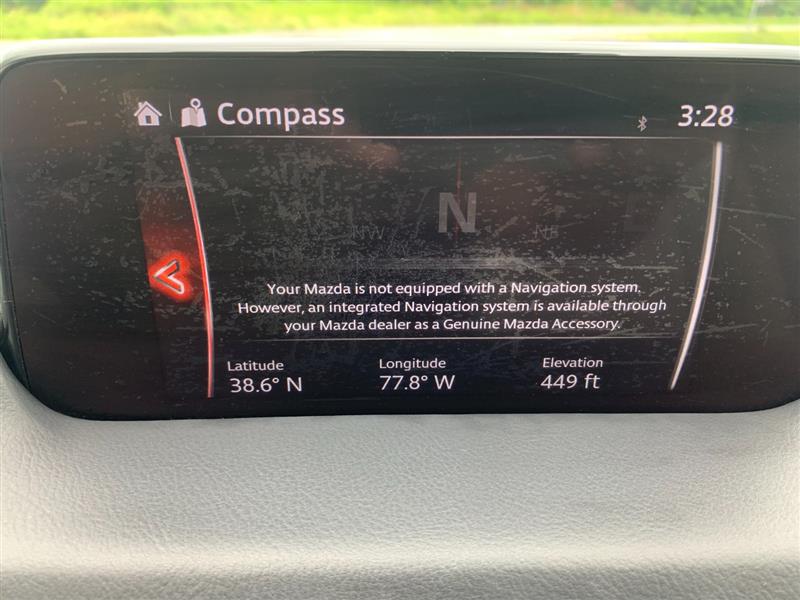 Compass 3:28
N
NW NE
Your Mazda is not equipped with a Navigation system.
However, an integrated Navigation system is available through
your Mazda dealer as a Genuine Mazda Accessory.
Latitude Longitude Elevation
38.6° N 77.8° W 449 ft